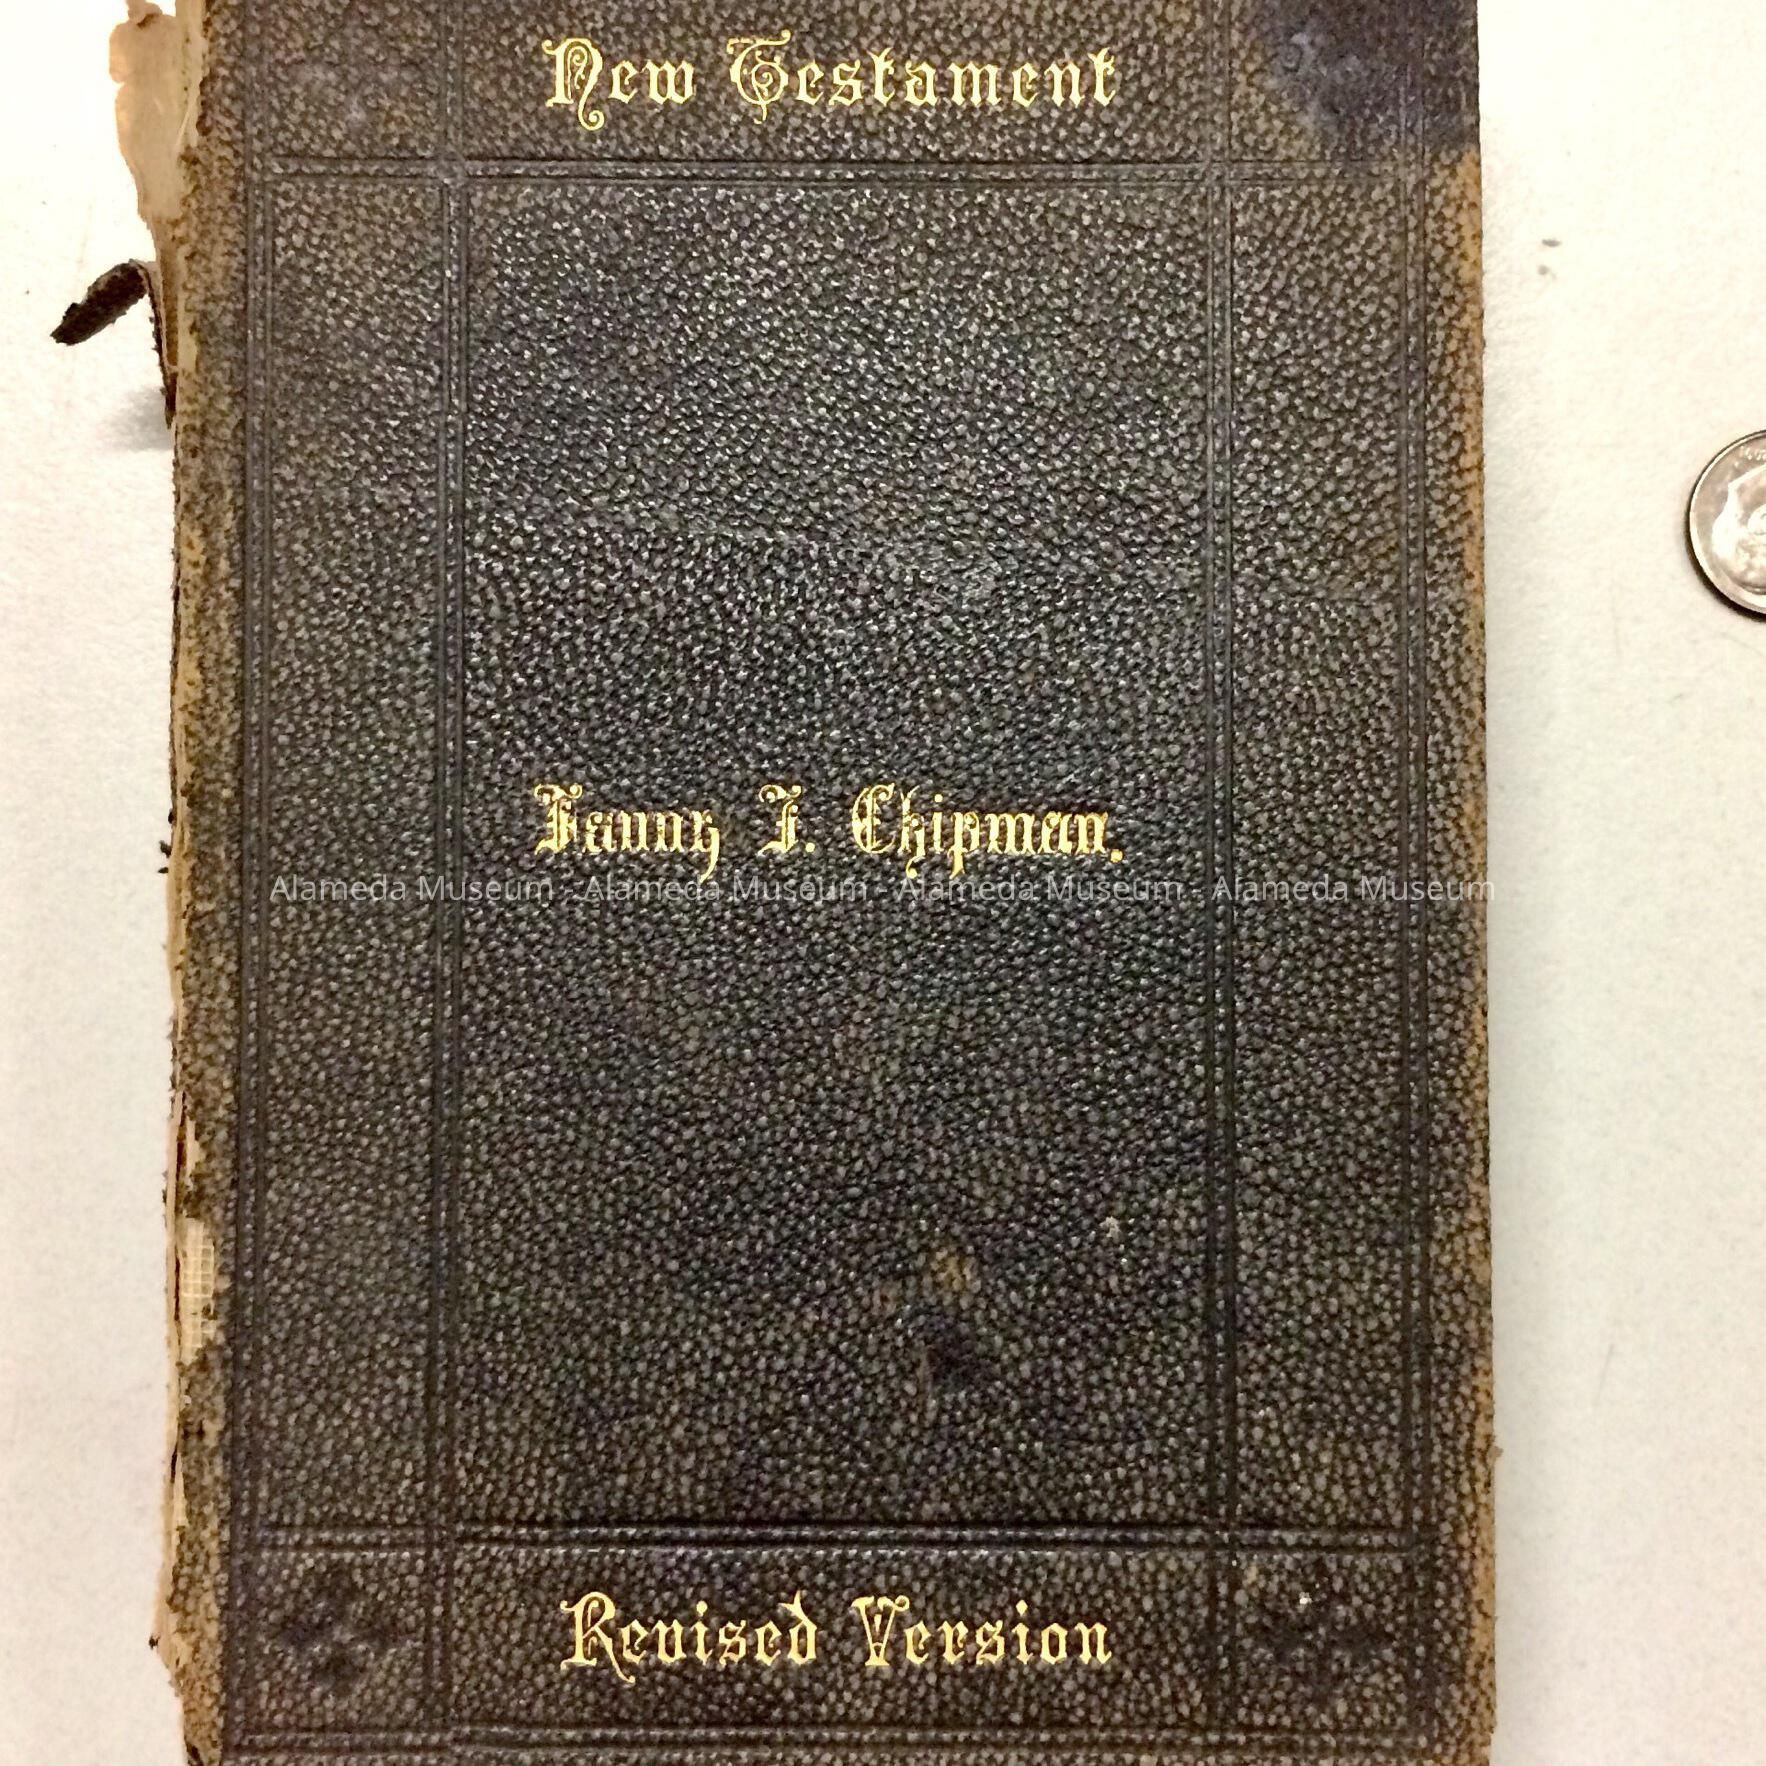 New Testament
Fanny F. Chipman.
Alameda Museum - Alameda Museum - Alameda Museum - Alameda Museum
Revised Version